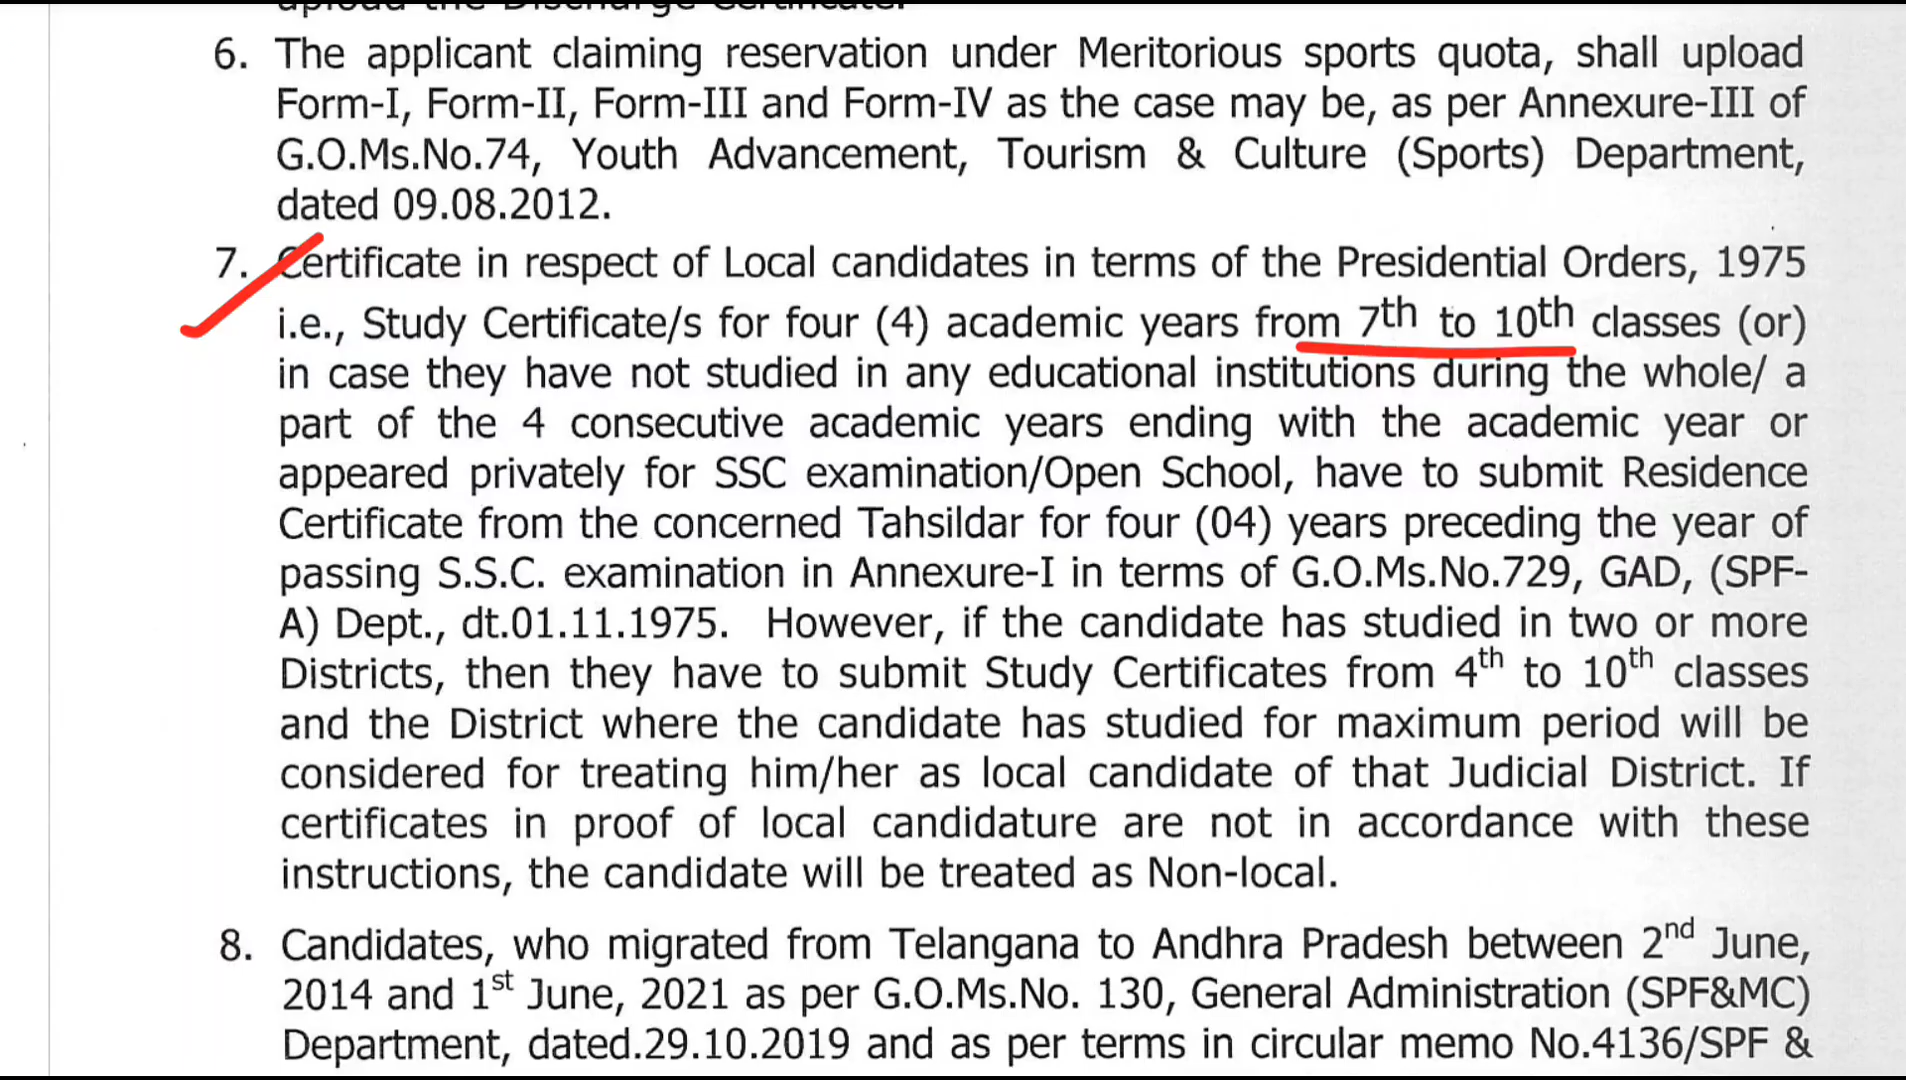 upload the Discharge Certificate.
6. The applicant claiming reservation under Meritorious sports quota, shall upload
Form-I, Form-II, Form-III and Form-IV as the case may be, as per Annexure-III of
G.O.Ms.No.74, Youth Advancement, Tourism & Culture (Sports) Department,
dated 09.08.2012.
7. Certificate in respect of Local candidates in terms of the Presidential Orders, 1975
i.e., Study Certificate/s for four (4) academic years from 7th to 10th classes (or)
in case they have not studied in any educational institutions during the whole/ a
part of the 4 consecutive academic years ending with the academic year or
appeared privately for SSC examination/Open School, have to submit Residence
Certificate from the concerned Tahsildar for four (04) years preceding the year of
passing S.S.C. examination in Annexure-I in terms of G.O.Ms.No.729, GAD, (SPF-
A) Dept., dt.01.11.1975. However, if the candidate has studied in two or more
Districts, then they have to submit Study Certificates from 4th to 10th classes
and the District where the candidate has studied for maximum period will be
considered for treating him/her as local candidate of that Judicial District. If
certificates in proof of local candidature are not in accordance with these
instructions, the candidate will be treated as Non-local.
8. Candidates, who migrated from Telangana to Andhra Pradesh between 2nd June,
2014 and 1st June, 2021 as per G.O.Ms.No. 130, General Administration (SPF&MC)
Department, dated.29.10.2019 and as per terms in circular memo No.4136/SPF &